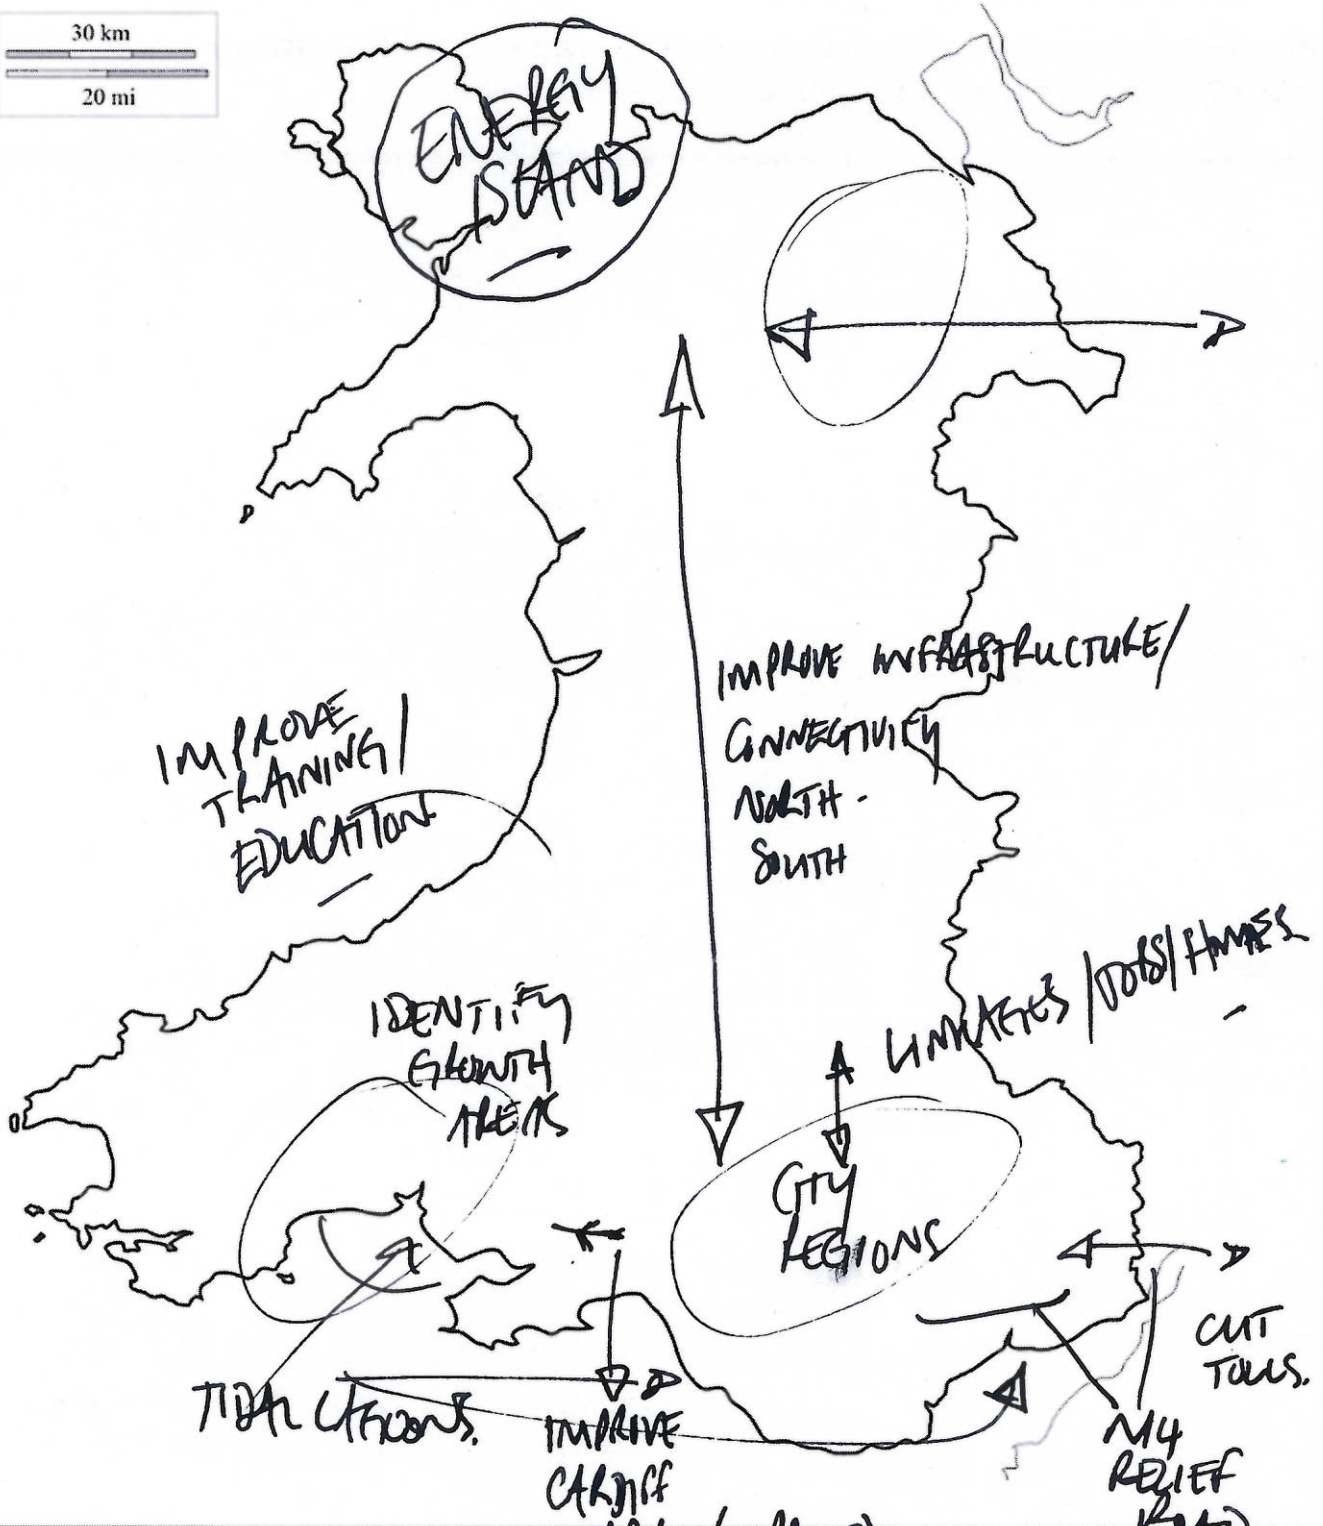 30 km
20 mi
ENERGY
ISLAND
IMPROVE INFRASTRUCTURE/
CONNECTIVITY
NORTH -
SOUTH
IMPROVE
TRAINING/
EDUCATION
LINKAGES/JOBS/HOMES
IDENTIFY
GROWTH
AREAS
CITY
REGIONS
CUT
TOLLS.
TIDAL LAGOONS.
IMPROVE
CARDIFF
M4
RELIEF
ROAD